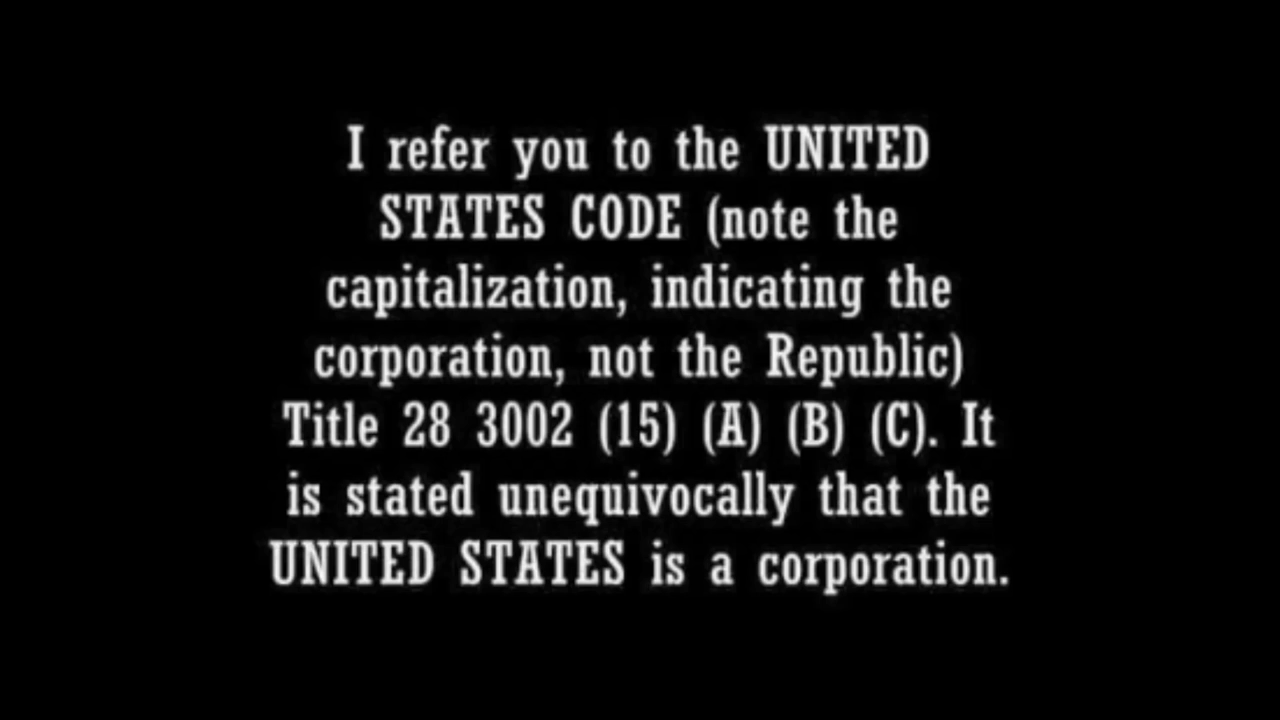 I refer you to the UNITED
STATES CODE (note the
capitalization, indicating the
corporation, not the Republic)
Title 28 3002 (15) (A) (B) (C). It
is stated unequivocally that the
UNITED STATES is a corporation.